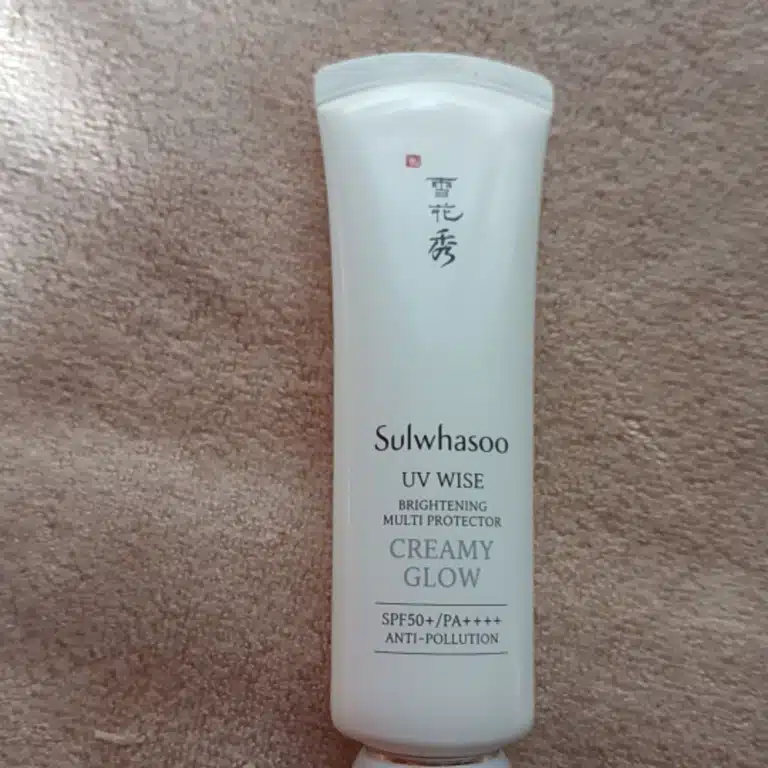 雪
花
秀
Sulwhasoo
UV WISE
BRIGHTENING
MULTI PROTECTOR
CREAMY
GLOW
SPF50+/PA++++
ANTI-POLLUTION